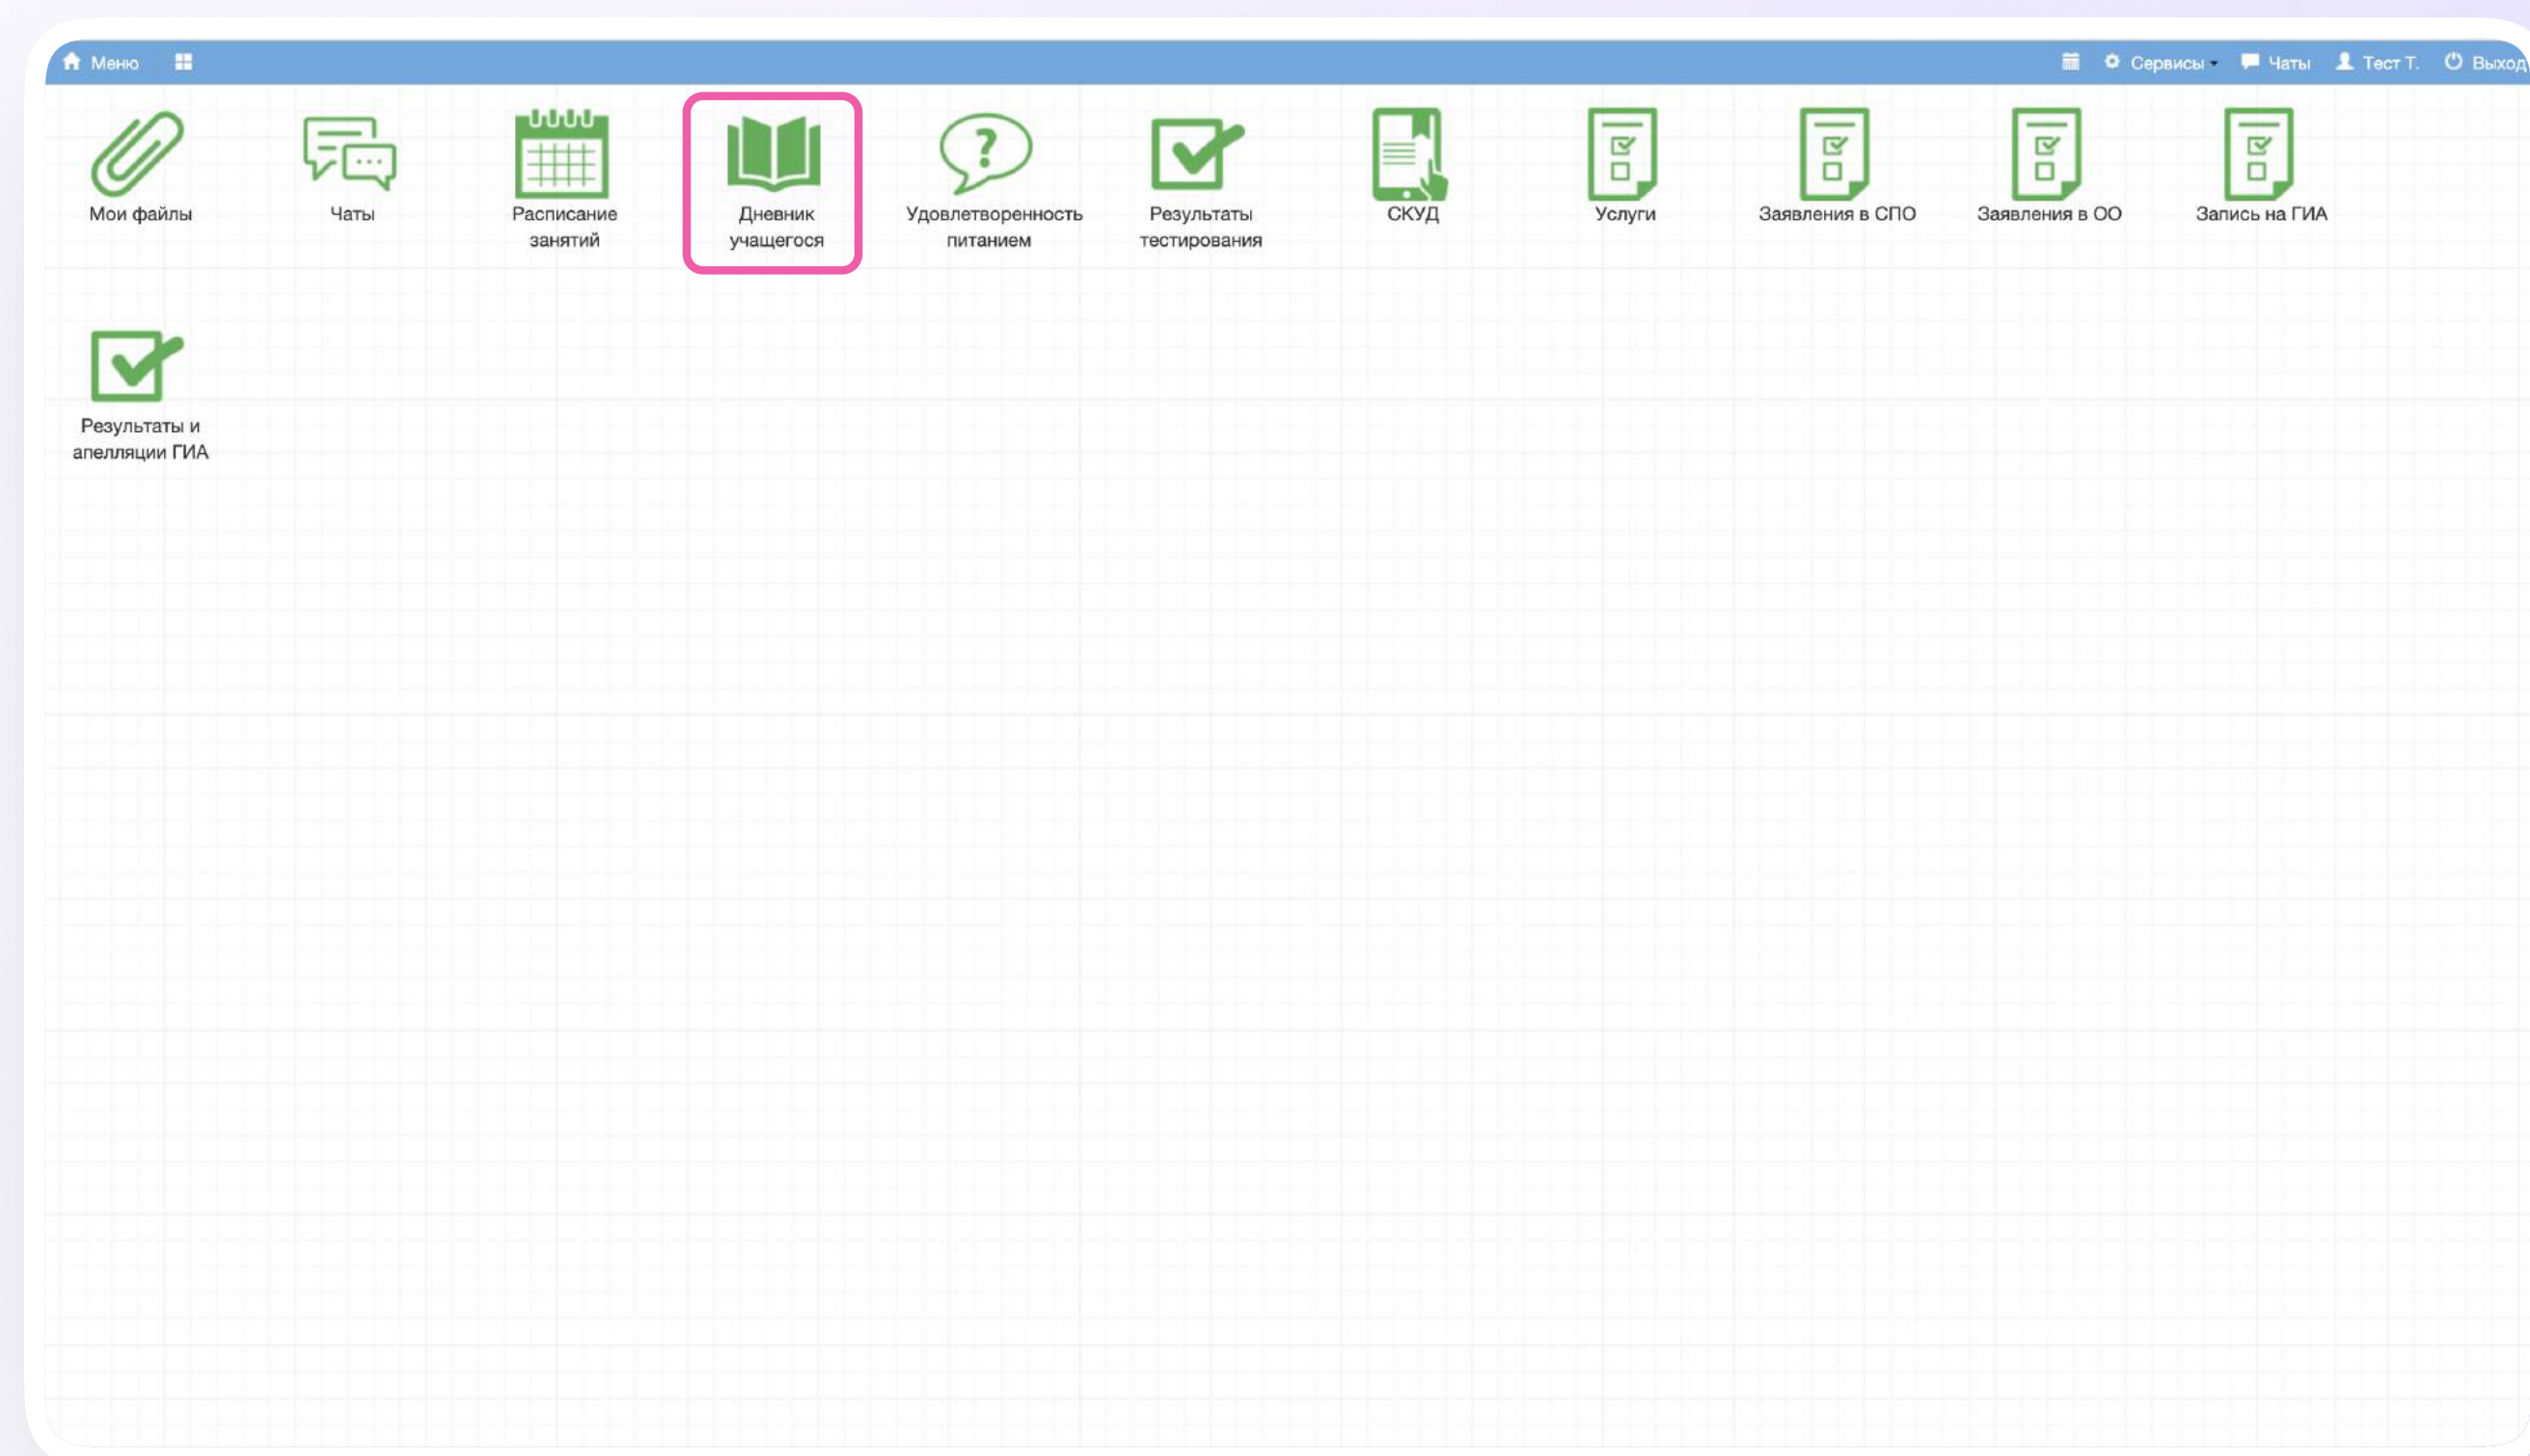 Меню
Сервисы
Чаты
Тест Т.
Выход
Мои файлы
Чаты
Расписание
занятий
Дневник
учащегося
Удовлетворенность
питанием
Результаты
тестирования
СКУД
Услуги
Заявления в СПО
Заявления в ОО
Запись на ГИА
Результаты и
апелляции ГИА